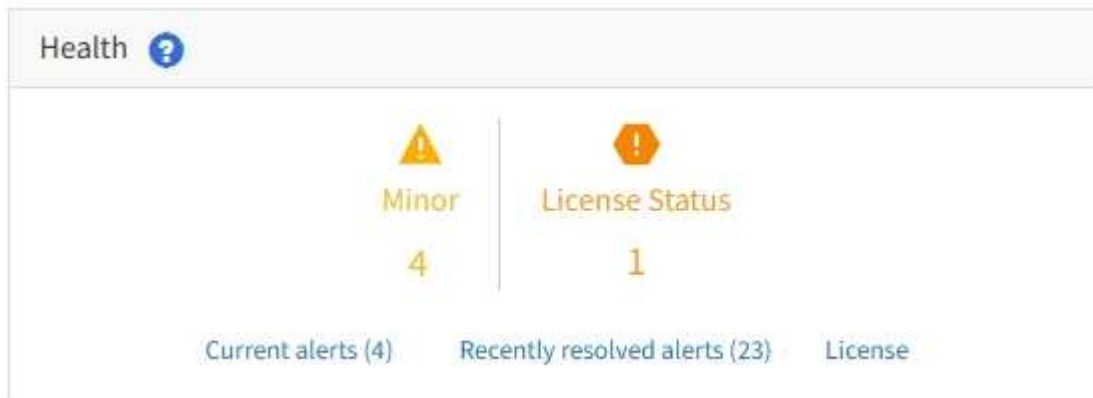 Health ?
Minor License Status
4 1
Current alerts (4) Recently resolved alerts (23) License